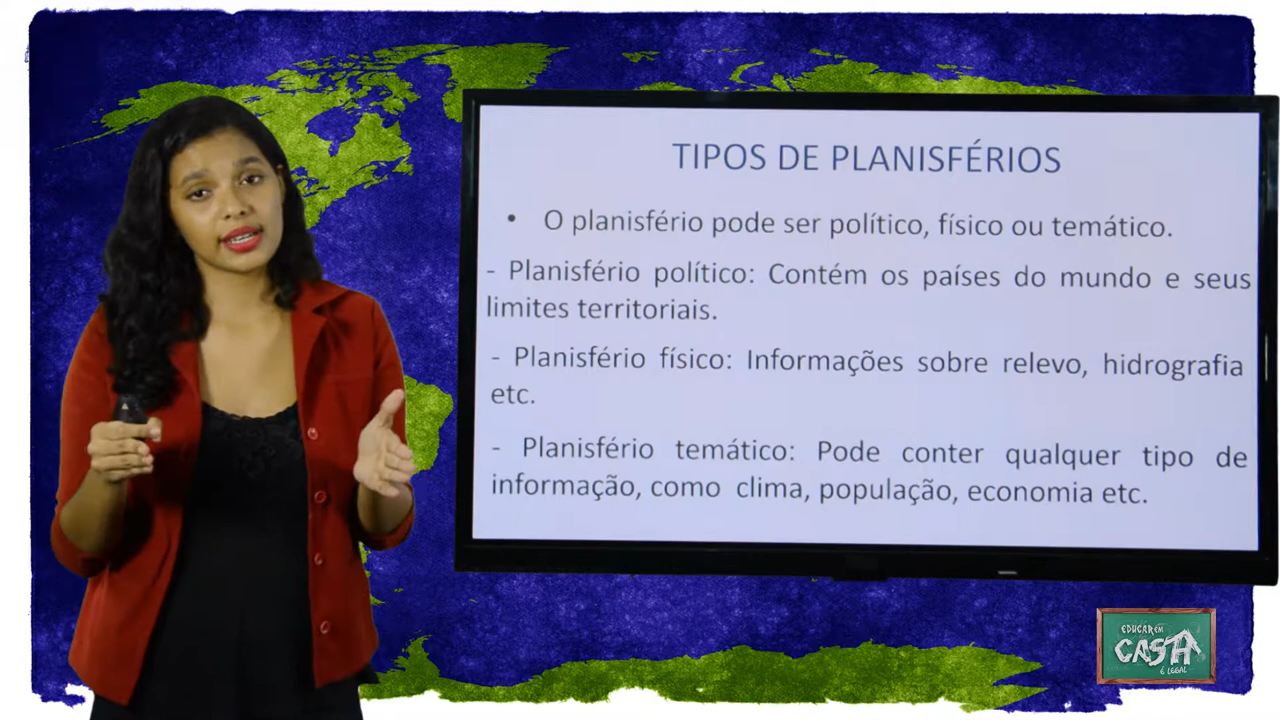 TIPOS DE PLANISFÉRIOS
• O planisfério pode ser político, físico ou temático.
- Planisfério político: Contém os países do mundo e seus
limites territoriais.
- Planisfério físico: Informações sobre relevo, hidrografia
etc.
- Planisfério temático: Pode conter qualquer tipo de
informação, como clima, população, economia etc.
EDUCAR EM
CASA
É LEGAL